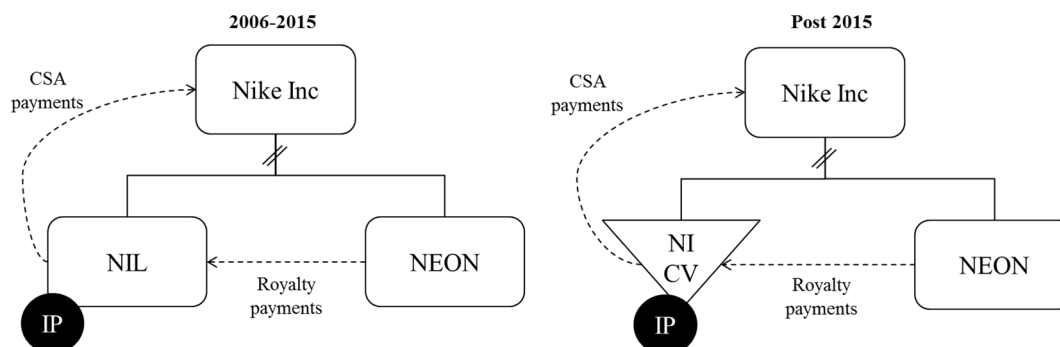 2006-2015
CSA
payments
Nike Inc
NIL
NEON
Royalty
payments
IP
Post 2015
CSA
payments
Nike Inc
NI
CV
NEON
Royalty
payments
IP